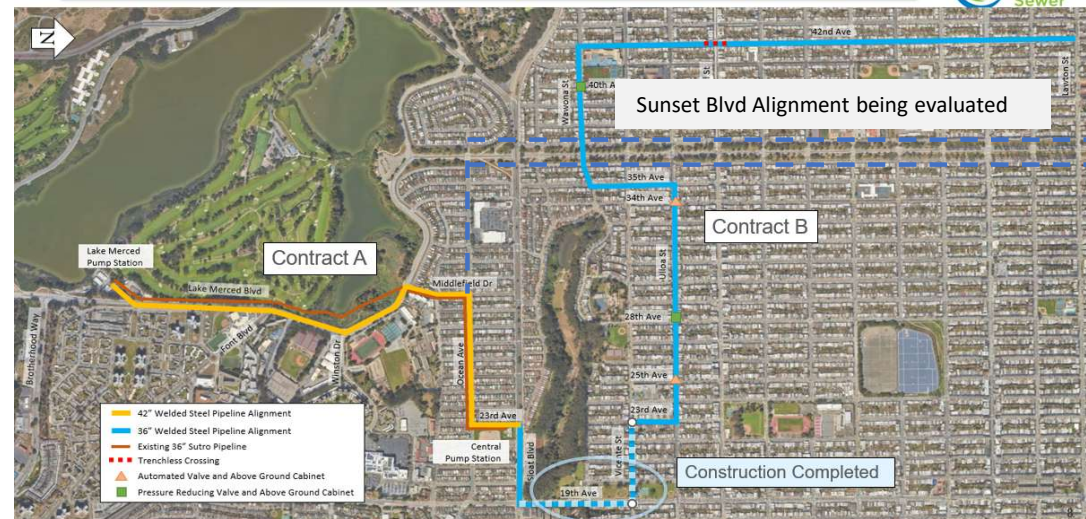 Sewer
N
42nd Ave
Wawona St
40th A
Lawton St
Sunset Blvd Alignment being evaluated
35th Ave
34th Ave
Contract B
Ulloa St
Contract A
Lake Merced
Pump Station
Lake Merced Blvd
Middlefield Dr
Brotherhood Way
Font Blvd
Winston Dr
Ocean Ave
28th Ave
25th Ave
23rd Ave
23rd Ave
Central
Pump Station
Sloat Blvd
Vicente St
19th Ave
Construction Completed
42" Welded Steel Pipeline Alignment
36" Welded Steel Pipeline Alignment
Existing 36" Sutro Pipeline
Trenchless Crossing
Automated Valve and Above Ground Cabinet
Pressure Reducing Valve and Above Ground Cabinet
8